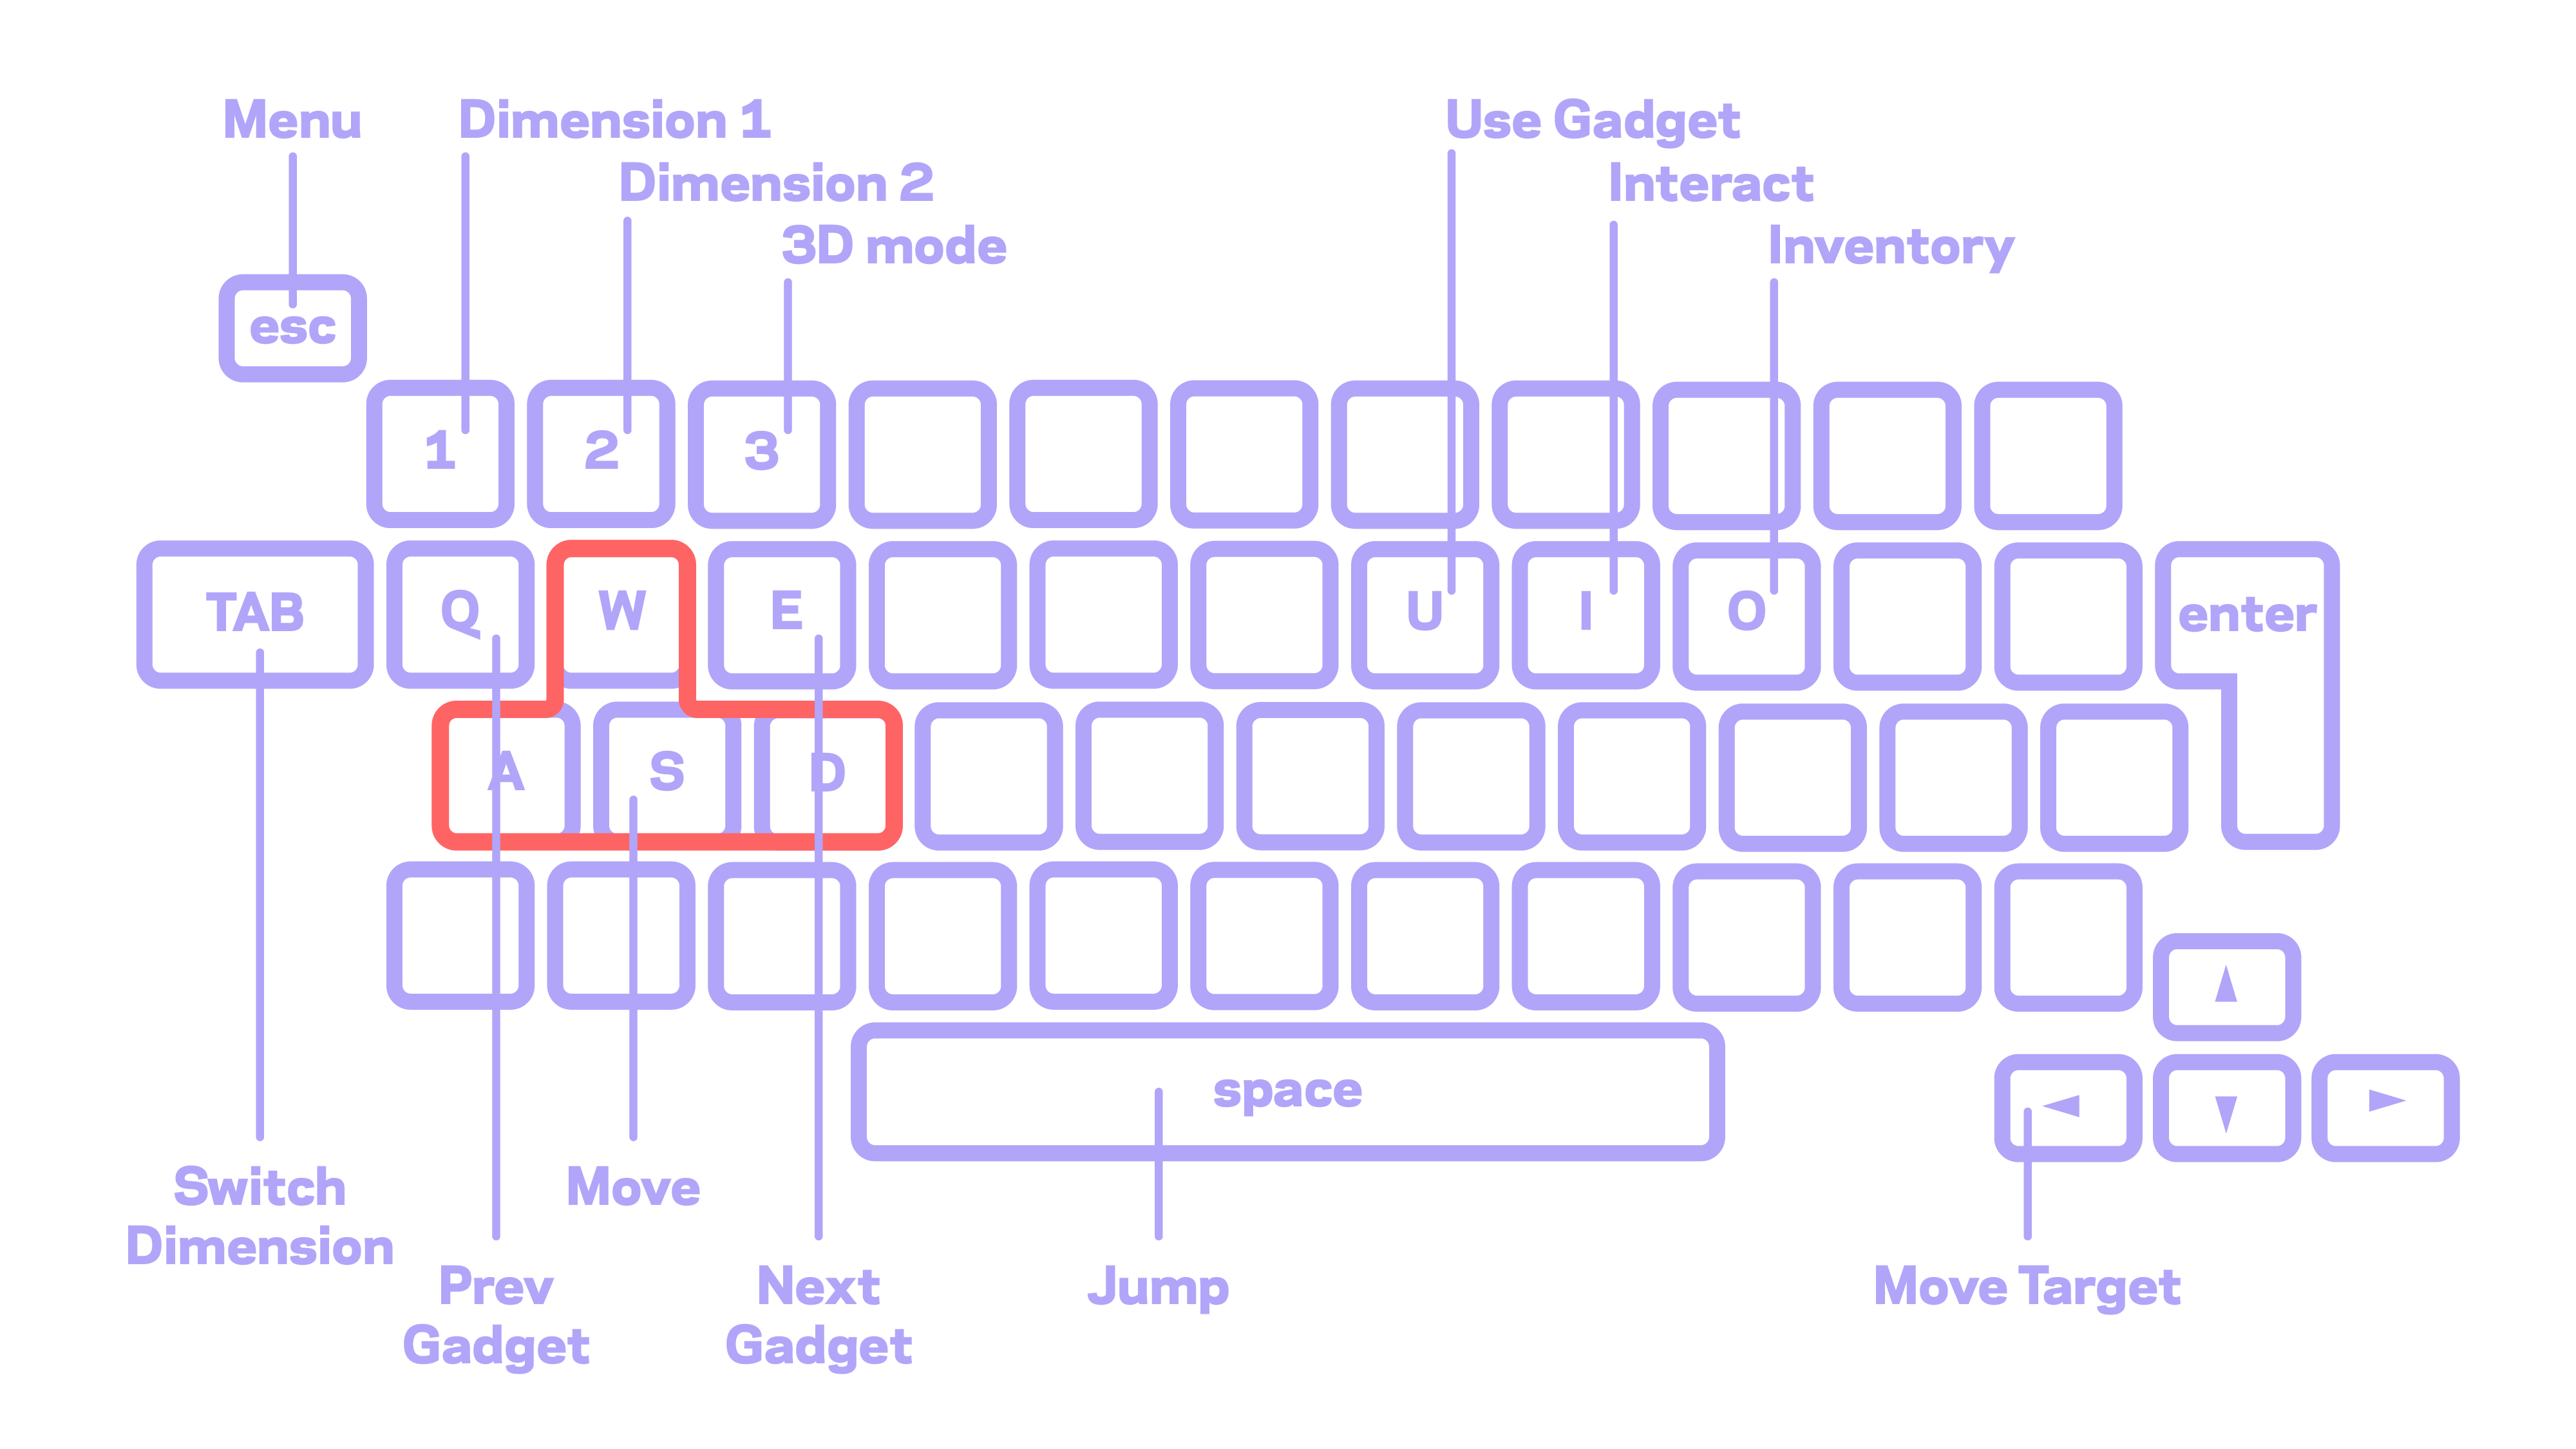 Menu
Dimension 1
Use Gadget
Dimension 2
Interact
3D mode
Inventory
esc
1
2
3
TAB
Q
W
E
U
I
O
enter
A
S
D
space
Switch
Dimension
Move
Prev
Gadget
Next
Gadget
Jump
Move Target